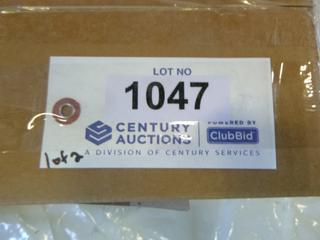 LOT NO
1047
CENTURY AUCTIONS
POWERED BY
ClubBid
A DIVISION OF CENTURY SERVICES
1 of 2